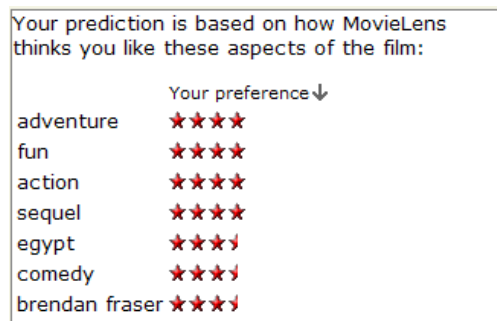 Your prediction is based on how MovieLens
thinks you like these aspects of the film:
Your preference↓
adventure
fun
action
sequel
egypt
comedy
brendan fraser